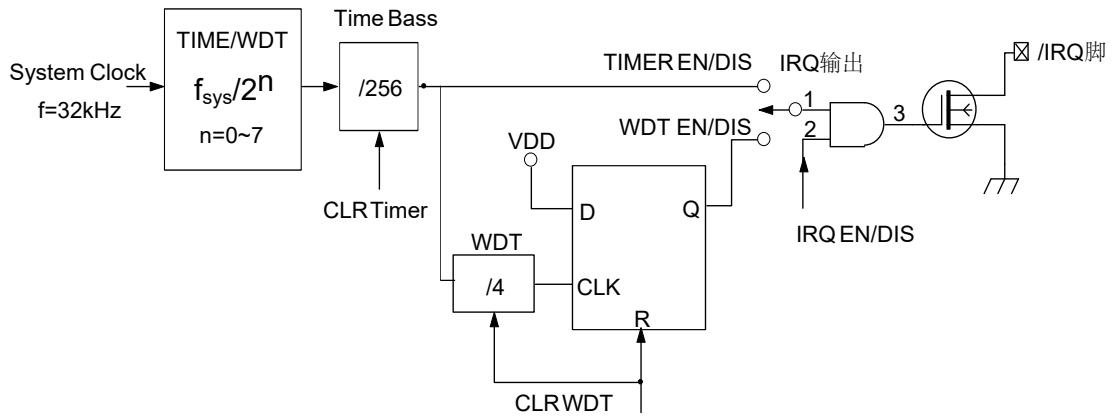 Time Bass
TIME/WDT
System Clock
f=32kHz
fsys/2n
n=0~7
/256
CLR Timer
TIMER EN/DIS
IRQ输出
/IRQ脚
1
2
3
WDT EN/DIS
IRQ EN/DIS
VDD
D
Q
CLK
R
WDT
/4
CLR WDT